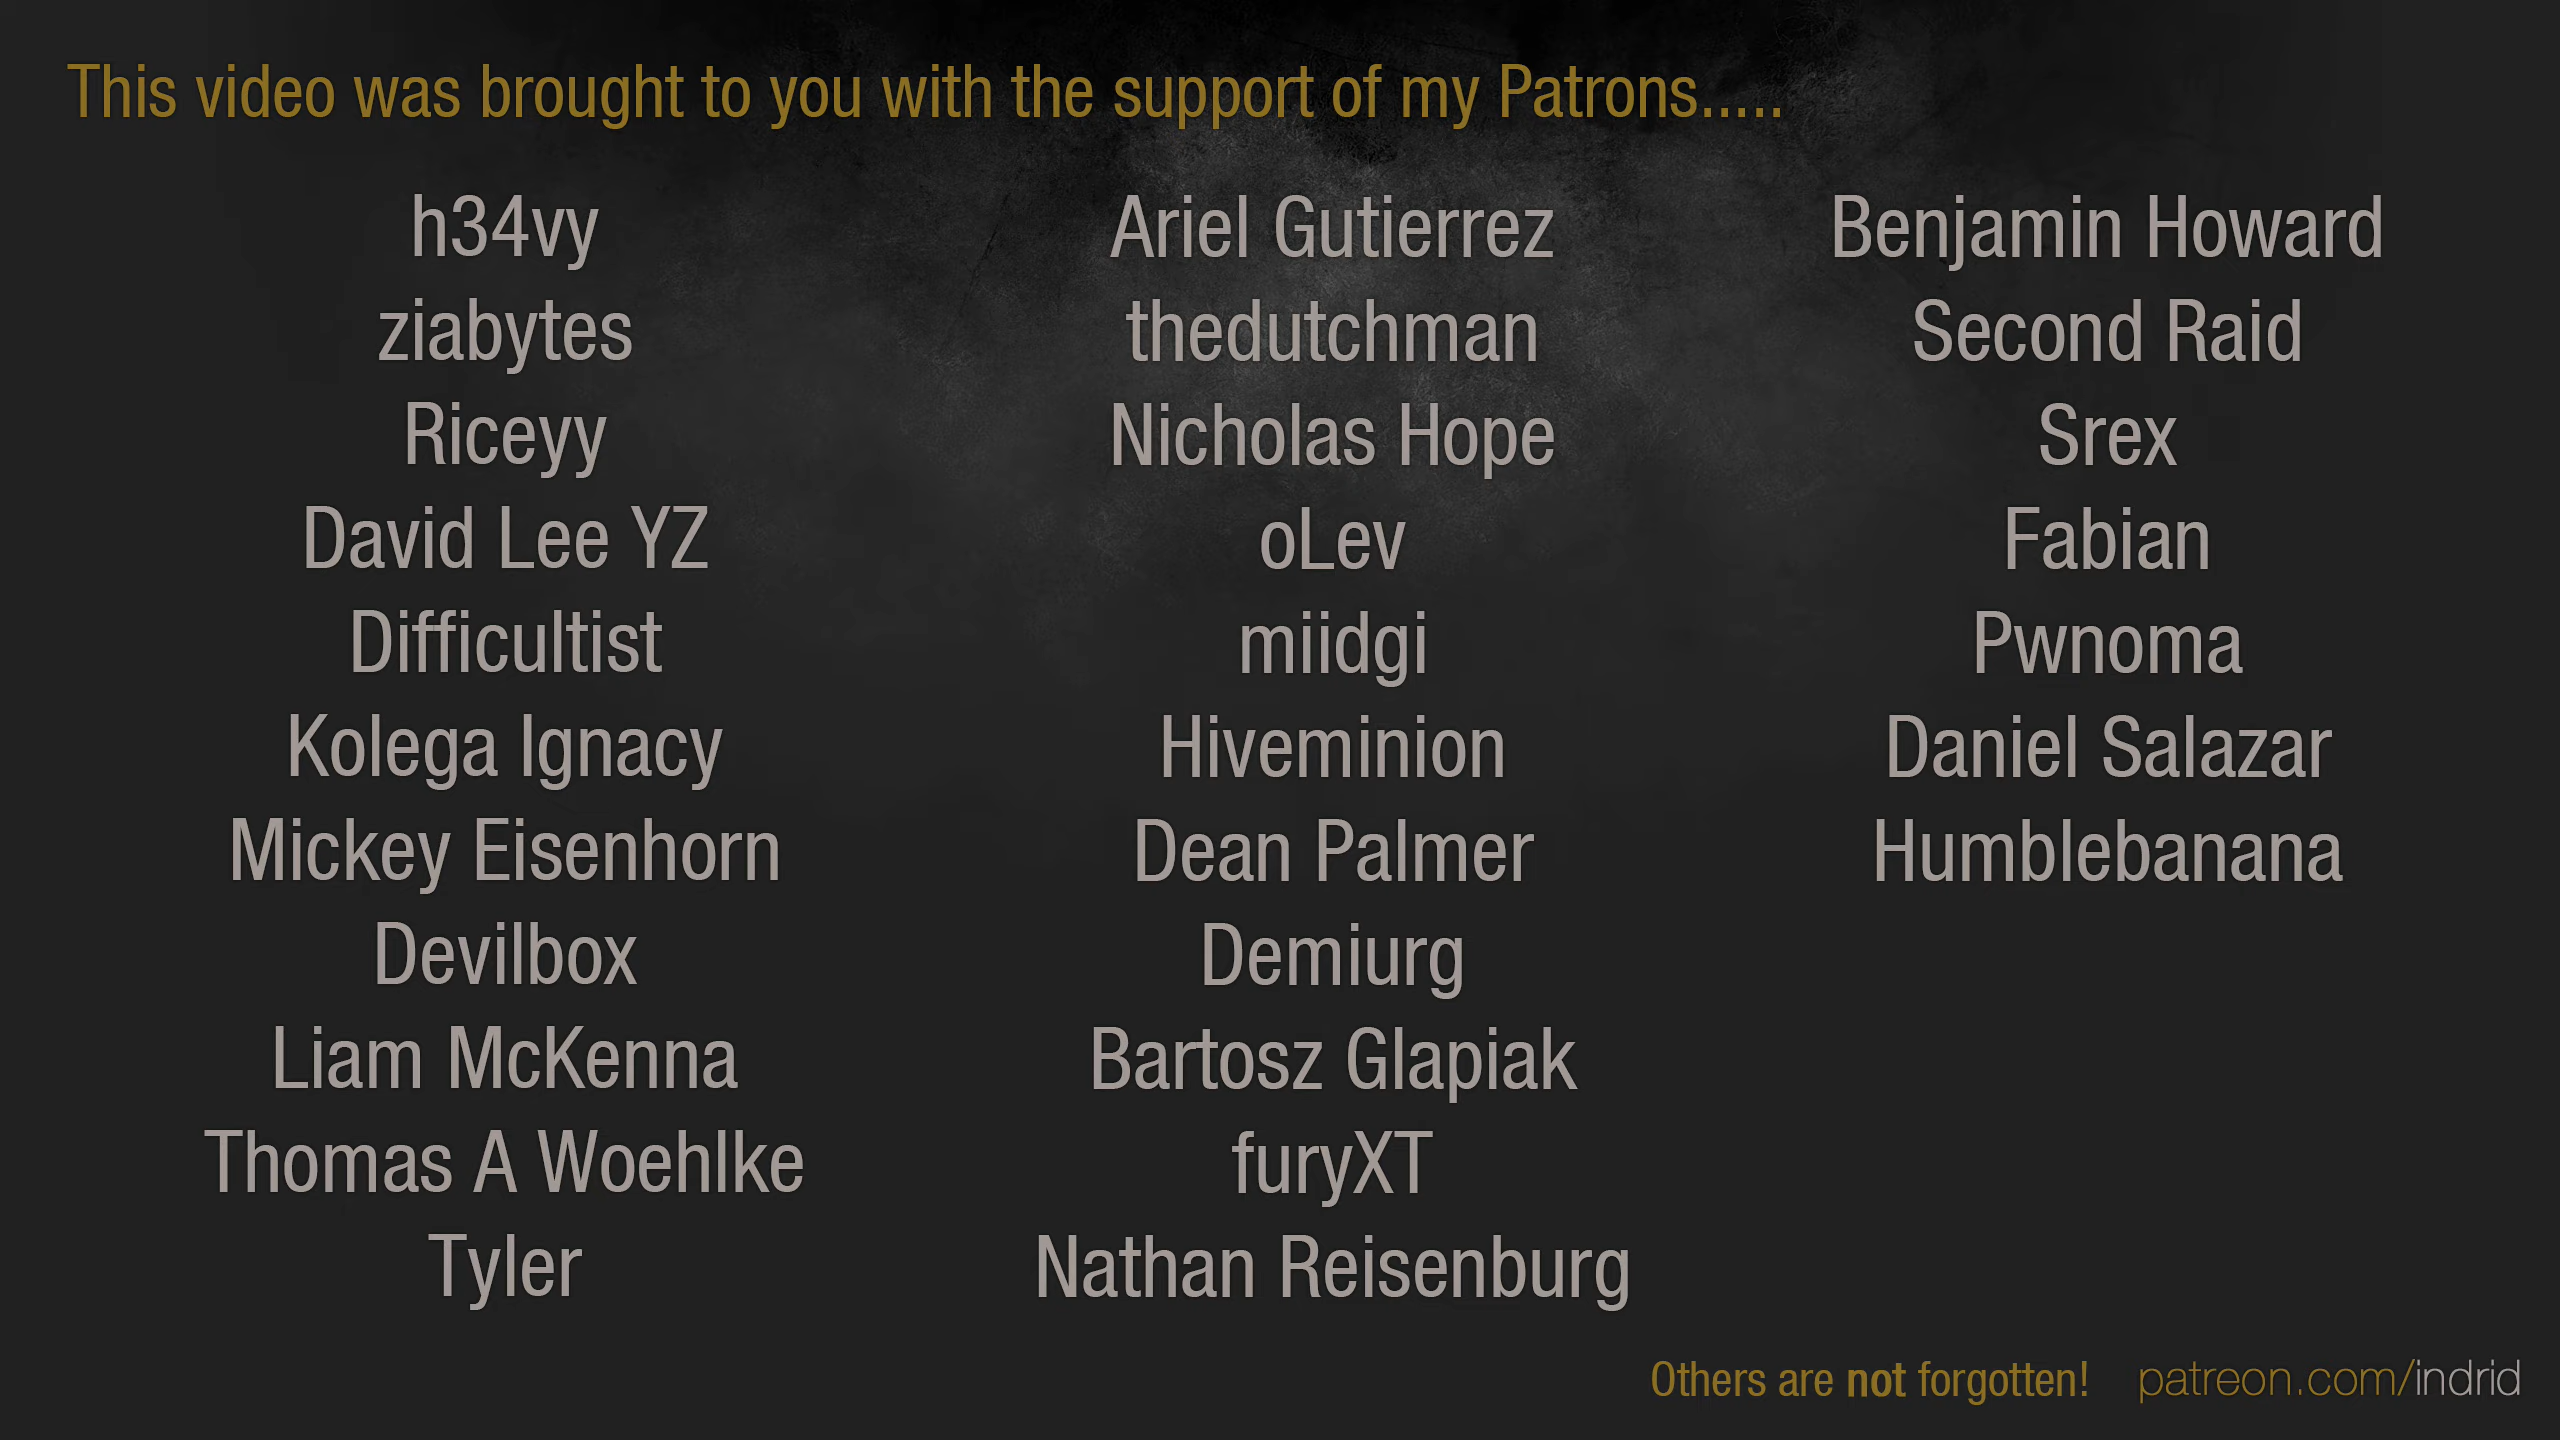 This video was brought to you with the support of my Patrons.....
h34vy
ziabytes
Riceyy
David Lee YZ
Difficultist
Kolega Ignacy
Mickey Eisenhorn
Devilbox
Liam McKenna
Thomas A Woehlke
Tyler
Ariel Gutierrez
thedutchman
Nicholas Hope
oLev
miidgi
Hiveminion
Dean Palmer
Demiurg
Bartosz Glapiak
furyXT
Nathan Reisenburg
Benjamin Howard
Second Raid
Srex
Fabian
Pwnoma
Daniel Salazar
Humblebanana
Others are not forgotten! patreon.com/indrid